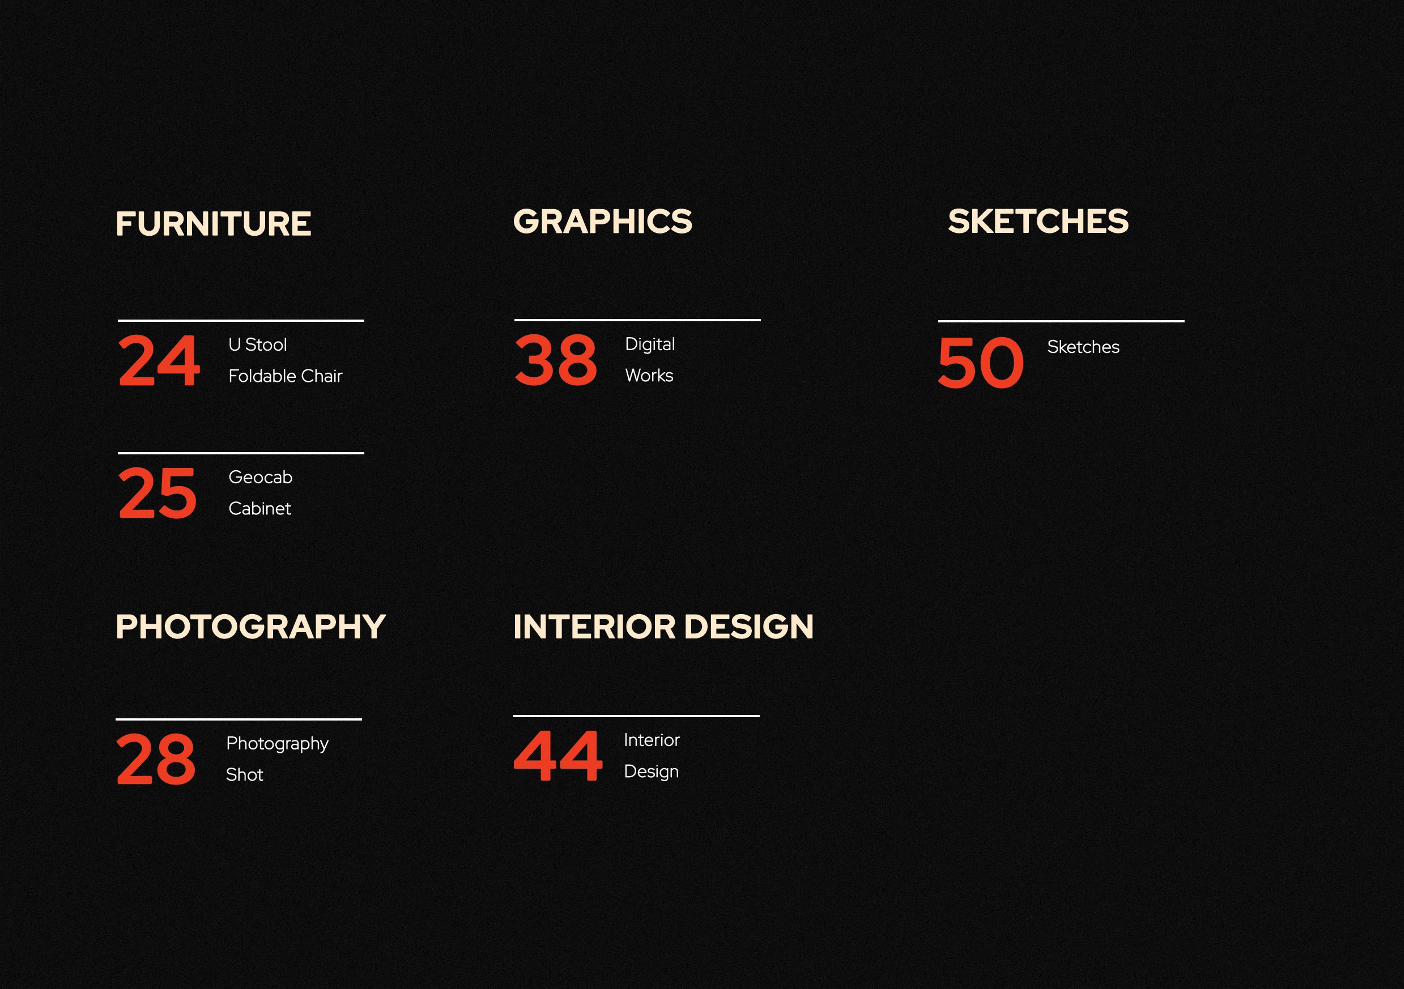 FURNITURE
24
U Stool
Foldable Chair
25
Geocab
Cabinet
GRAPHICS
38
Digital
Works
SKETCHES
50
Sketches
PHOTOGRAPHY
28
Photography
Shot
INTERIOR DESIGN
44
Interior
Design